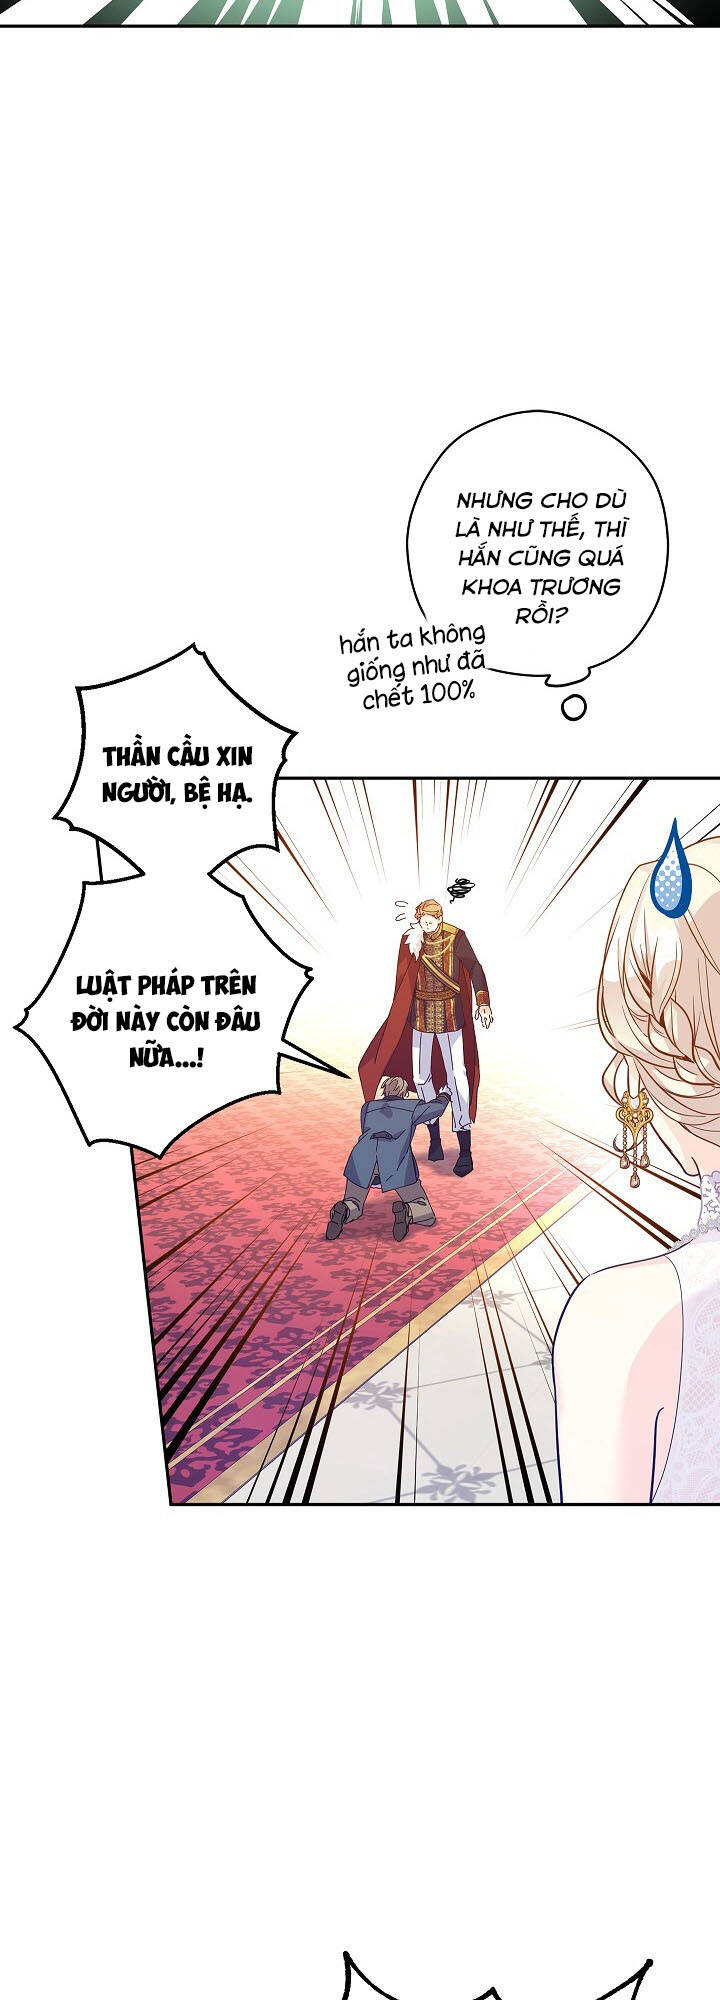 NHƯNG CHO DÙ
LÀ NHƯ THẾ, THÌ
HẮN CŨNG QUÁ
KHOA TRƯƠNG
RỒI?
hắn ta không
giống như đã
chết 100%
THẦN CẦU XIN
NGƯỜI, BỆ HẠ.
LUẬT PHÁP TRÊN
ĐỜI NÀY CÒN ĐÂU
NỮA...!